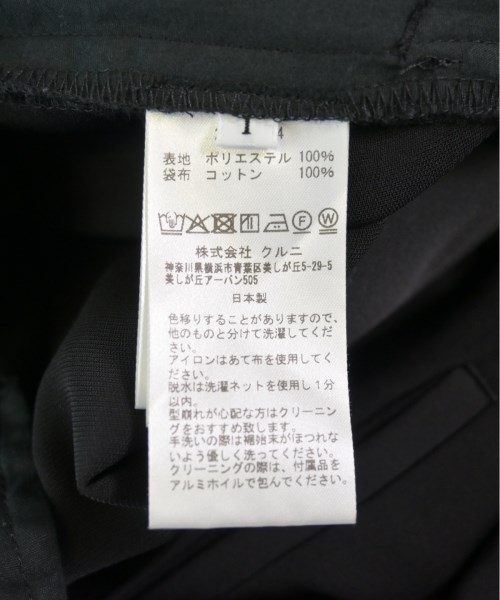 1
4
表地 ポリエステル 100%
袋布 コットン 100%
株式会社 クルニ
神奈川県横浜市青葉区美しが丘5-29-5
美しが丘アーバン505
日本製
色移りすることがありますので、
他のものと分けて洗濯してくださ
い。
アイロンはあて布を使用してくだ
さい。
脱水は洗濯ネットを使用し1分
以内。
型崩れが心配な方はクリーニン
グをおすすめ致します。
手洗いの際は裾始末がほつれな
いよう優しく洗ってください。
クリーニングの際は、付属品を
アルミホイルで包んでください。